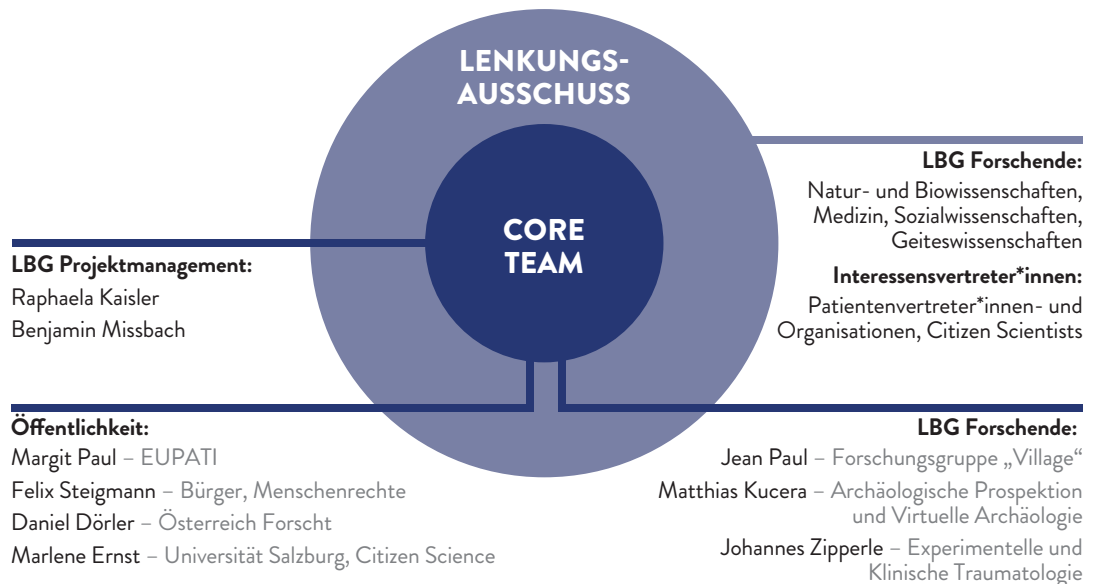 LENKUNGS-
AUSSCHUSS
CORE
TEAM
LBG Projektmanagement:
Raphaela Kaisler
Benjamin Missbach
LBG Forschende:
Natur- und Biowissenschaften,
Medizin, Sozialwissenschaften,
Geiteswissenschaften
Interessensvertreter*innen:
Patientenvertreter*innen- und
Organisationen, Citizen Scientists
Öffentlichkeit:
Margit Paul – EUPATI
Felix Steigmann – Bürger, Menschenrechte
Daniel Dörler – Österreich Forscht
Marlene Ernst – Universität Salzburg, Citizen Science
LBG Forschende:
Jean Paul – Forschungsgruppe „Village“
Matthias Kucera – Archäologische Prospektion
und Virtuelle Archäologie
Johannes Zipperle – Experimentelle und
Klinische Traumatologie